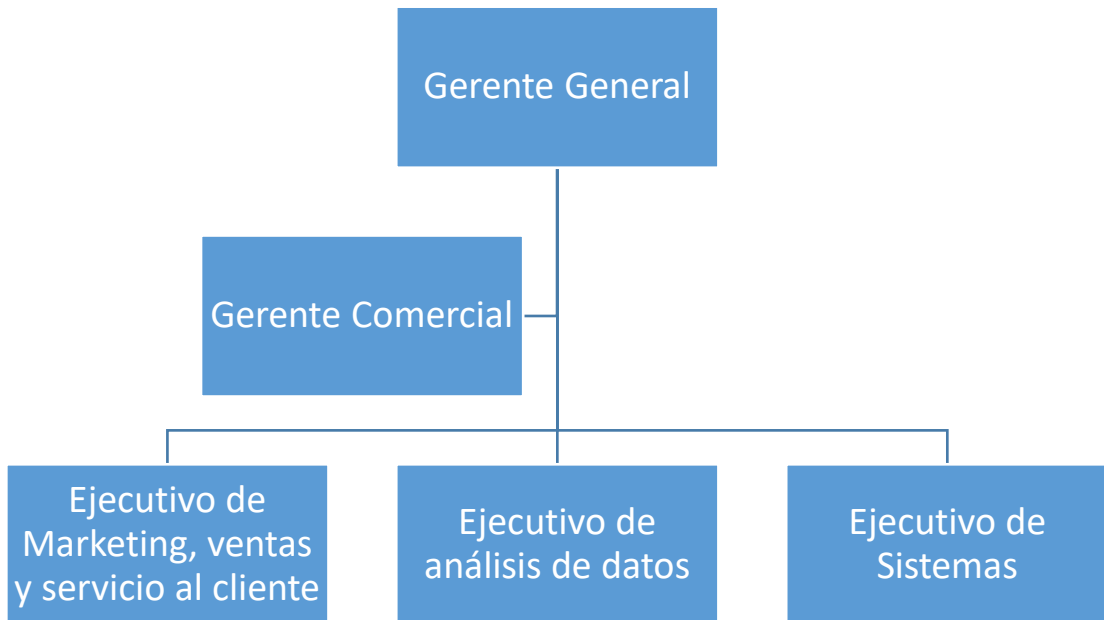 Gerente General
Gerente Comercial
Ejecutivo de
Marketing, ventas
y servicio al cliente
Ejecutivo de
análisis de datos
Ejecutivo de
Sistemas